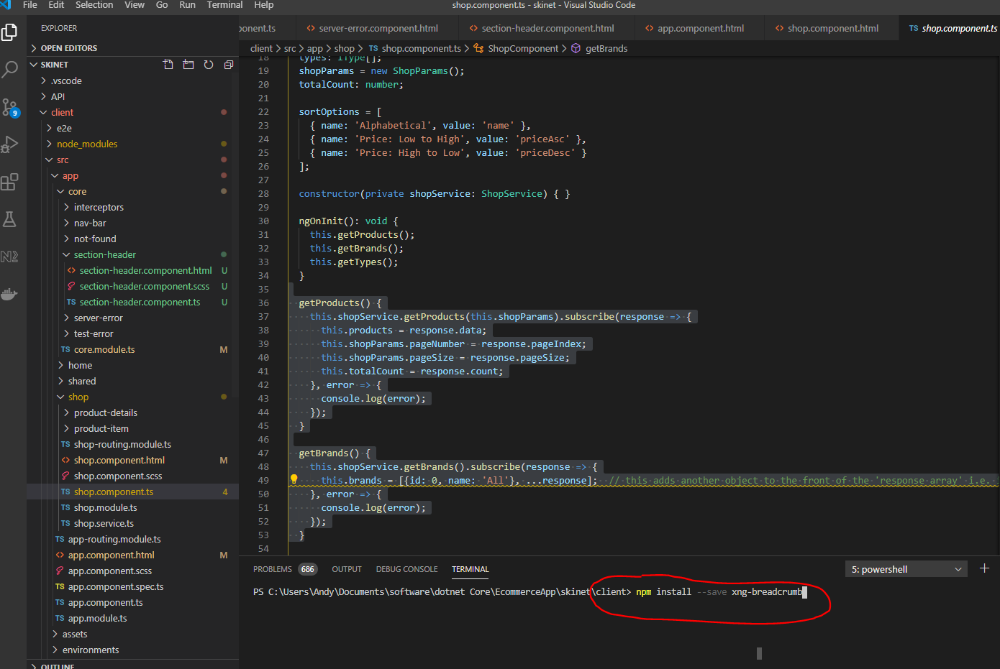 File Edit Selection View Go Run Terminal Help shop.component.ts - skinet - Visual Studio Code
EXPLORER
OPEN EDITORS
SKINET
.vscode
API
client
e2e
node_modules
src
app
core
interceptors
nav-bar
not-found
section-header
section-header.component.html U
section-header.component.scss U
section-header.component.ts U
server-error
test-error
TS core.module.ts M
home
shared
shop
product-details
product-item
TS shop-routing.module.ts
shop.component.html M
shop.component.scss
TS shop.component.ts 4
TS shop.module.ts
TS shop.service.ts
TS app-routing.module.ts
app.component.html M
app.component.scss
TS app.component.spec.ts
TS app.component.ts
TS app.module.ts
assets
environments
OUTLINE
9
ponent.ts server-error.component.html section-header.component.html app.component.html shop.component.html TS shop.component.ts
client > src > app > shop > TS shop.component.ts > ShopComponent > getBrands
18 types: IType[];
19 shopParams = new ShopParams();
20 totalCount: number;
21
22 sortOptions = [
23 { name: 'Alphabetical', value: 'name' },
24 { name: 'Price: Low to High', value: 'priceAsc' },
25 { name: 'Price: High to Low', value: 'priceDesc' }
26 ];
27
28 constructor(private shopService: ShopService) { }
29
30 ngOnInit(): void {
31 this.getProducts();
32 this.getBrands();
33 this.getTypes();
34 }
35
36 getProducts() {
37 this.shopService.getProducts(this.shopParams).subscribe(response => {
38 this.products = response.data;
39 this.shopParams.pageNumber = response.pageIndex;
40 this.shopParams.pageSize = response.pageSize;
41 this.totalCount = response.count;
42 }, error => {
43 console.log(error);
44 });
45 }
46
47 getBrands() {
48 this.shopService.getBrands().subscribe(response => {
49 this.brands = [{id: 0, name: 'All'}, ...response]; // this adds another object to the front of the 'response array' i.e.
50 }, error => {
51 console.log(error);
52 });
53 }
54
PROBLEMS 686 OUTPUT DEBUG CONSOLE TERMINAL 5: powershell
PS C:\Users\Andy\Documents\software\dotnet Core\EcommerceApp\skinet\client> npm install --save xng-breadcrumb